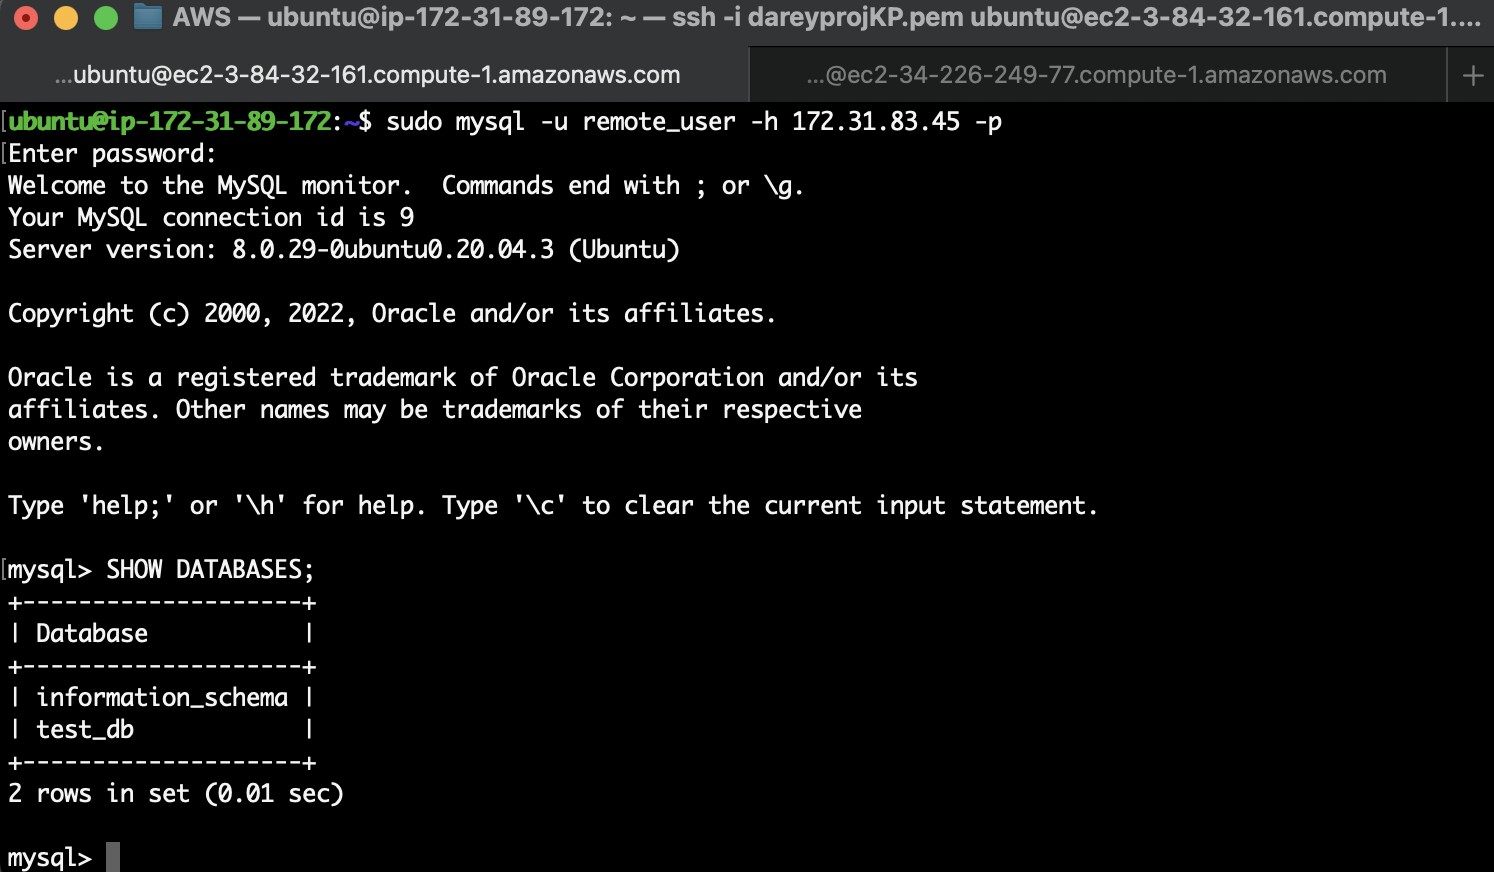 AWS — ubuntu@ip-172-31-89-172: ~ — ssh -i dareyprojKP.pem ubuntu@ec2-3-84-32-161.compute-1....
...ubuntu@ec2-3-84-32-161.compute-1.amazonaws.com
...@ec2-34-226-249-77.compute-1.amazonaws.com
+
[ubuntu@ip-172-31-89-172:~$ sudo mysql -u remote_user -h 172.31.83.45 -p
[Enter password:
Welcome to the MySQL monitor.  Commands end with ; or \g.
Your MySQL connection id is 9
Server version: 8.0.29-0ubuntu0.20.04.3 (Ubuntu)
Copyright (c) 2000, 2022, Oracle and/or its affiliates.
Oracle is a registered trademark of Oracle Corporation and/or its
affiliates. Other names may be trademarks of their respective
owners.
Type 'help;' or '\h' for help. Type '\c' to clear the current input statement.
[mysql> SHOW DATABASES;
+--------------------+
| Database           |
+--------------------+
| information_schema |
| test_db            |
+--------------------+
2 rows in set (0.01 sec)
mysql>